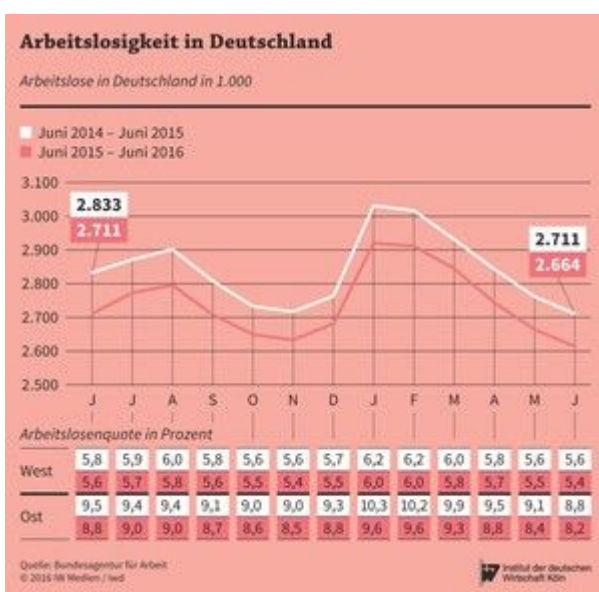 Arbeitslosigkeit in Deutschland
Arbeitslose in Deutschland in 1.000
Juni 2014 – Juni 2015
Juni 2015 – Juni 2016
3.100
3.000
2.900
2.800
2.700
2.600
2.500
2.833
2.711
2.711
2.664
J J A S O N D J F M A M J
Arbeitslosenquote in Prozent
West
5,8 5,9 6,0 5,8 5,6 5,6 5,7 6,2 6,2 6,0 5,8 5,6 5,6
5,6 5,7 5,8 5,6 5,5 5,4 5,5 6,0 6,0 5,8 5,7 5,5 5,4
Ost
9,5 9,4 9,4 9,1 9,0 9,0 9,3 10,3 10,2 9,9 9,5 9,1 8,8
8,8 9,0 9,0 8,7 8,6 8,5 8,8 9,6 9,6 9,3 8,8 8,4 8,2
Quelle: Bundesagentur für Arbeit
© 2016 IW Medien / iwd
Institut der deutschen
Wirtschaft Köln